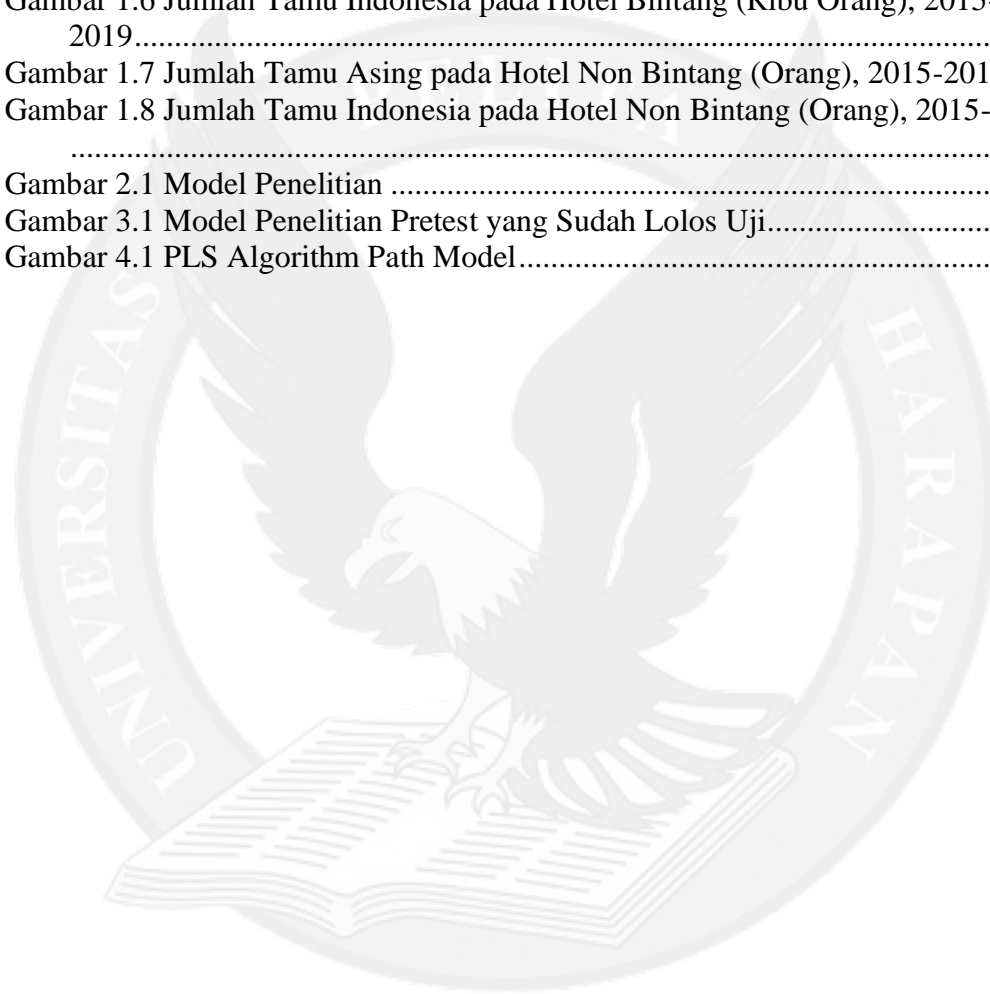 Gambar 1.6 Jumlah Tamu Indonesia pada Hotel Bintang (Ribu Orang), 2015-
2019..........................................................................................................
Gambar 1.7 Jumlah Tamu Asing pada Hotel Non Bintang (Orang), 2015-201
Gambar 1.8 Jumlah Tamu Indonesia pada Hotel Non Bintang (Orang), 2015-
..................................................................................................................
Gambar 2.1 Model Penelitian ...........................................................................
Gambar 3.1 Model Penelitian Pretest yang Sudah Lolos Uji............................
Gambar 4.1 PLS Algorithm Path Model...........................................................
UNIVERSITAS PELITA HARAPAN